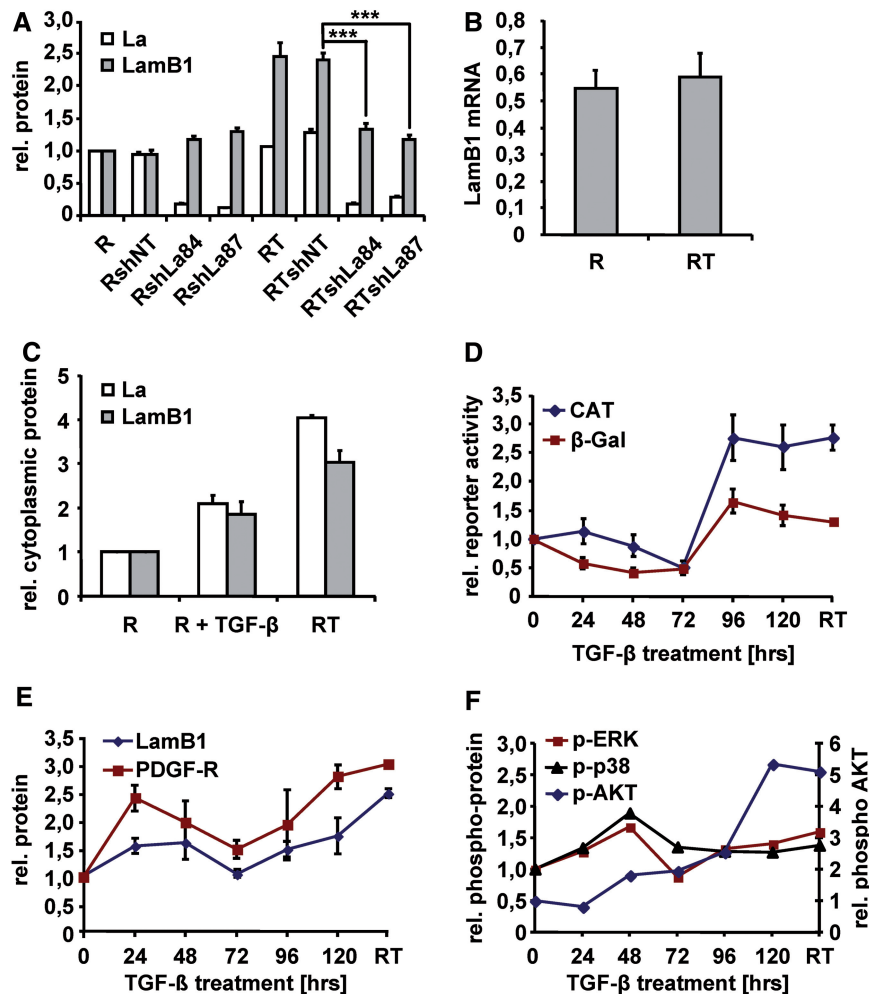 A
rel. protein
3,0
2,5
2,0
1,5
1,0
0,5
0
La
LamB1
***
***
R
RshNT
RshLa84
RshLa87
RT
RTshNT
RTshLa84
RTshLa87
B
LamB1 mRNA
0,8
0,7
0,6
0,5
0,4
0,3
0,2
0,1
0
R
RT
C
rel. cytoplasmic protein
5
4
3
2
1
0
La
LamB1
R
R + TGF-β
RT
D
rel. reporter activity
3,5
3,0
2,5
2,0
1,5
1,0
0,5
0
CAT
β-Gal
0 24 48 72 96 120 RT
TGF-β treatment [hrs]
E
rel. protein
3,5
3,0
2,5
2,0
1,5
1,0
0,5
0
LamB1
PDGF-R
0 24 48 72 96 120 RT
TGF-ß treatment [hrs]
F
rel. phospho-protein
3,0
2,5
2,0
1,5
1,0
0,5
0
p-ERK
p-p38
p-AKT
6
5
4
3
2
1
0
rel. phospho AKT
0 24 48 72 96 120 RT
TGF-β treatment [hrs]